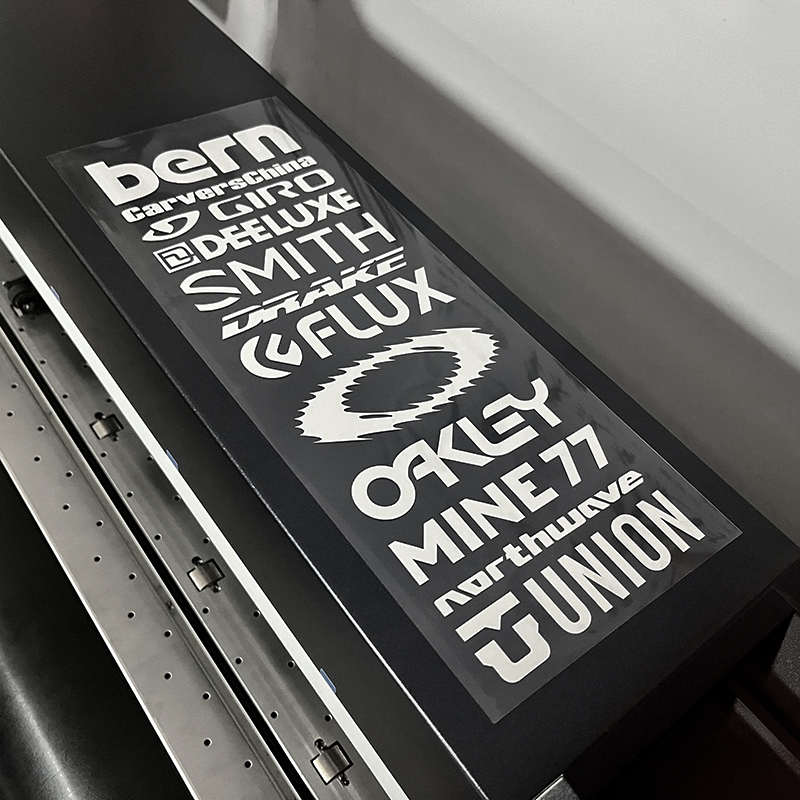 bern
CarversChina
GIRO
DEELUXE
SMITH
DRAKE
FLUX
OAKLEY
MINE 77
northwave
UNION